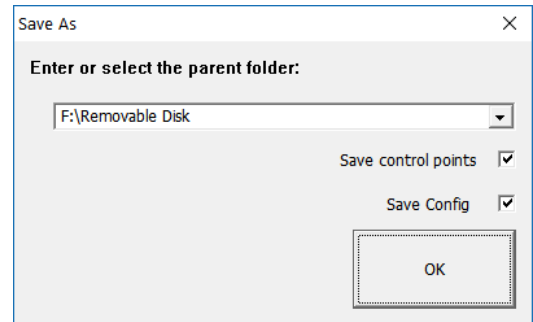 Save As
Enter or select the parent folder:
F:\Removable Disk
Save control points
Save Config
OK